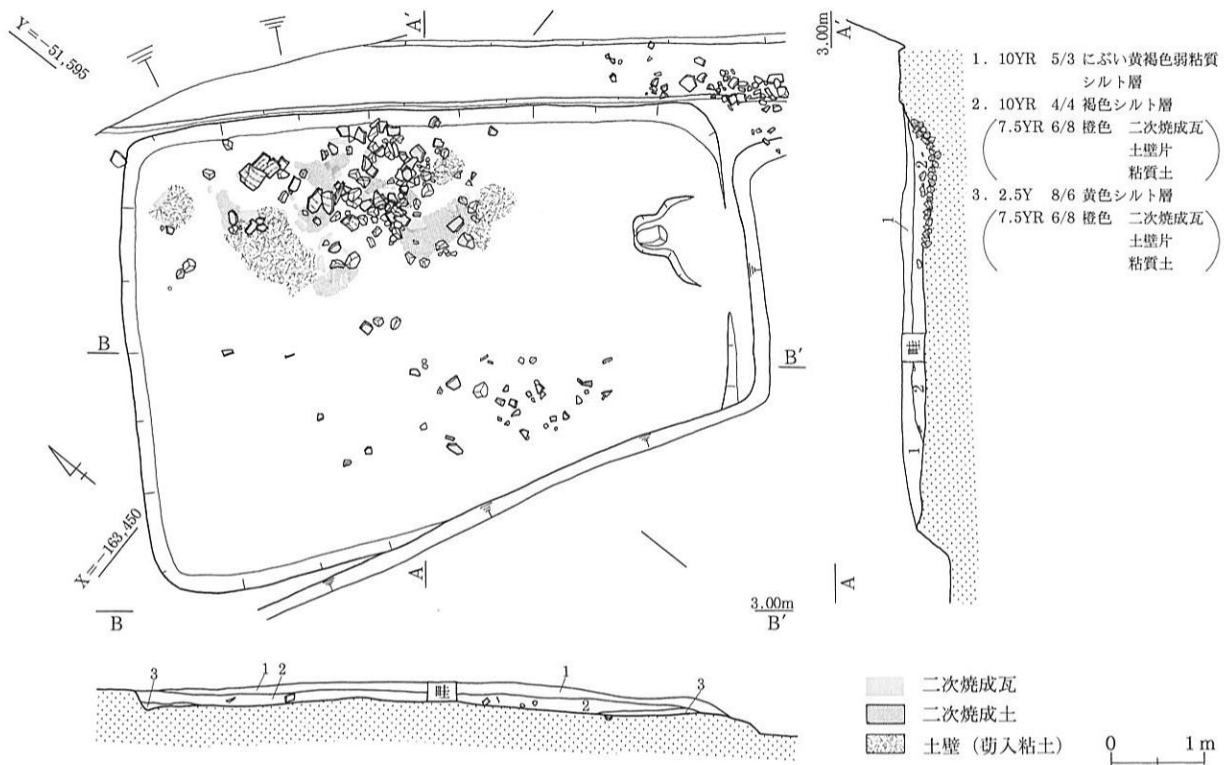 Y=-51,595
A'
3.00m
A'
1. 10YR 5/3 にぶい黄褐色弱粘質
シルト層
2. 10YR 4/4 褐色シルト層
(7.5YR 6/8 橙色 二次焼成瓦
土壁片
粘質土)
3. 2.5Y 8/6 黄色シルト層
(7.5YR 6/8 橙色 二次焼成瓦
土壁片
粘質土)
2
1
畦
2
1
B
B'
X=-163,450
A
A
B
3.00m
B'
3
1
2
畦
1
2
3
二次焼成瓦
二次焼成土
土壁（苆入粘土）
0
1m